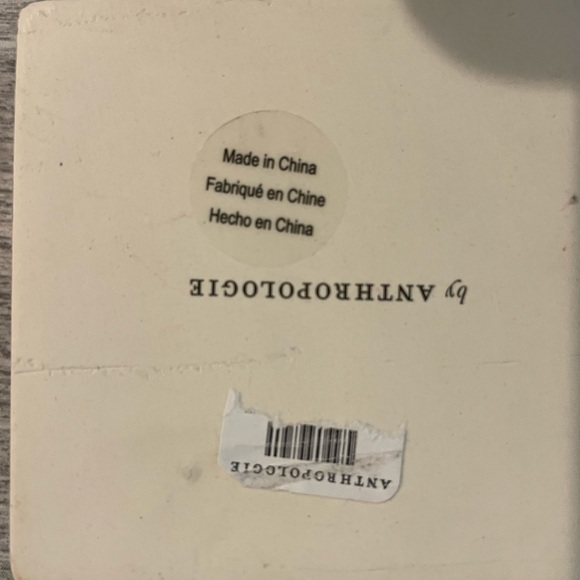 Made in China
Fabriqué en Chine
Hecho en China
by ANTHROPOLOGIE
ANTHROPOLOGIE